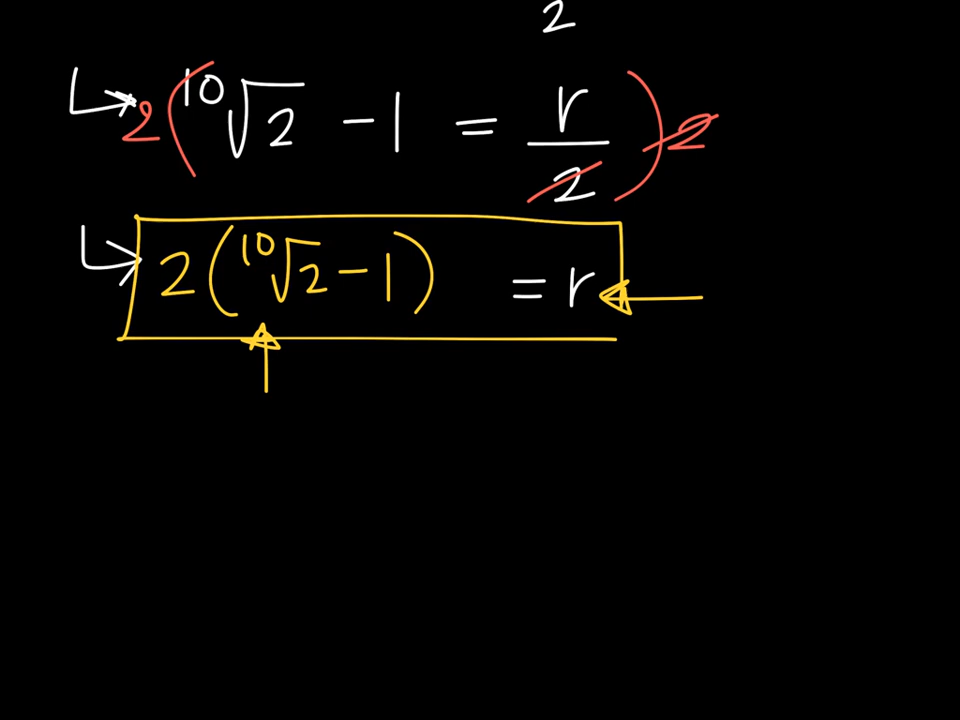 2
↳ 2(¹⁰√2 - 1 = r/2)2
↳ 2(¹⁰√2 - 1) = r